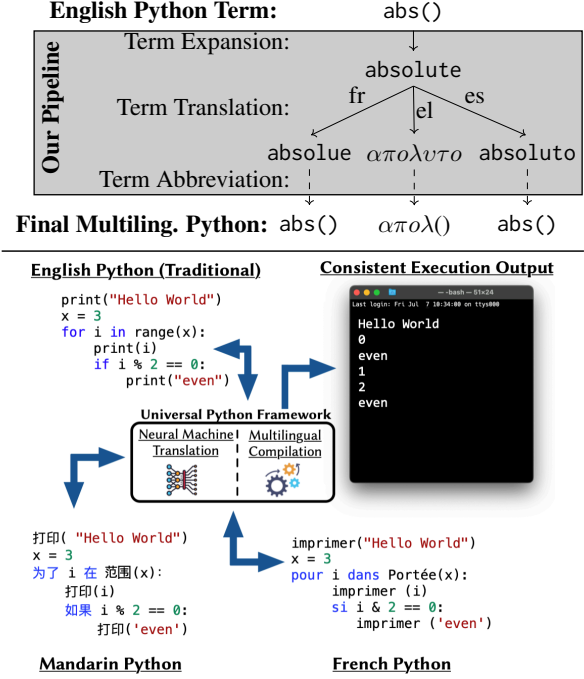 English Python Term: abs()
Term Expansion:
absolute
Our Pipeline
Term Translation: fr el es
absolue απολυτο absoluto
Term Abbreviation:
Final Multiling. Python: abs() απολ() abs()
English Python (Traditional)
print("Hello World")
x = 3
for i in range(x):
print(i)
if i % 2 == 0:
print("even")
Consistent Execution Output
— -bash — 51×24
Last login: Fri Jul 7 10:34:00 on ttys000
Hello World
0
even
1
2
even
Universal Python Framework
Neural Machine Translation
Multilingual Compilation
打印( "Hello World")
x = 3
为了 i 在 范围(x):
打印(i)
如果 i % 2 == 0:
打印('even')
Mandarin Python
imprimer("Hello World")
x = 3
pour i dans Portée(x):
imprimer (i)
si i & 2 == 0:
imprimer ('even')
French Python